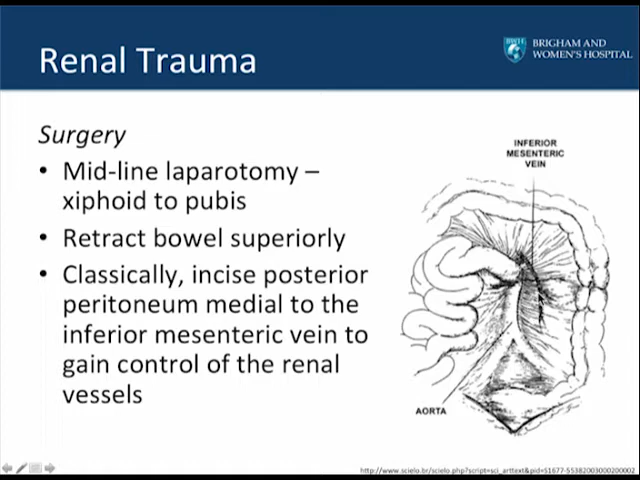 Renal Trauma
BWH
BRIGHAM AND
WOMEN'S HOSPITAL
Surgery
• Mid-line laparotomy –
xiphoid to pubis
• Retract bowel superiorly
• Classically, incise posterior
peritoneum medial to the
inferior mesenteric vein to
gain control of the renal
vessels
INFERIOR
MESENTERIC
VEIN
AORTA
http://www.scielo.br/scielo.php?script=sci_arttext&pid=S1677-55382003000200002